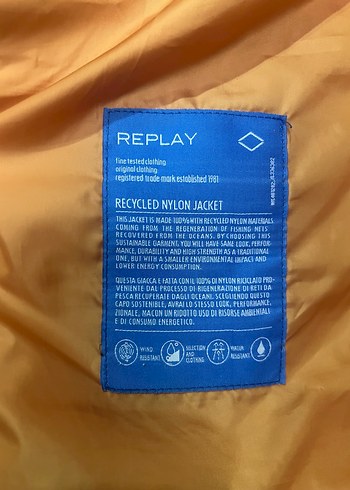 REPLAY
fine tested clothing
original clothing
registered trade mark established 1981
RECYCLED NYLON JACKET
THIS JACKET IS MADE 100% WITH RECYCLED NYLON MATERIALS
COMING FROM THE REGENERATION OF FISHING NETS
RECOVERED FROM THE OCEANS. BY CHOOSING THIS
SUSTAINABLE GARMENT, YOU WILL HAVE SAME LOOK, PERFOR-
MANCE, DURABILITY AND HIGH STRENGTH AS A TRADITIONAL
ONE, BUT WITH A SMALLER ENVIRONMENTAL IMPACT AND
LOWER ENERGY CONSUMPTION.
QUESTA GIACCA È FATTA CON IL 100% DI NYLON RICICLATO PRO-
VENIENTE DAL PROCESSO DI RIGENERAZIONE DI RETI DA
PESCA RECUPERATE DAGLI OCEANI. SCEGLIENDO QUESTO
CAPO SOSTENIBILE, AVRAI LO STESSO LOOK, PERFORMANCE,
ZIONALE, MA CON UN RIDOTTO USO DI RISORSE AMBIENTALI
E DI CONSUMO ENERGETICO.
WIND
RESISTANT
SELECTION
AND
CLOTHING
RESISTANT